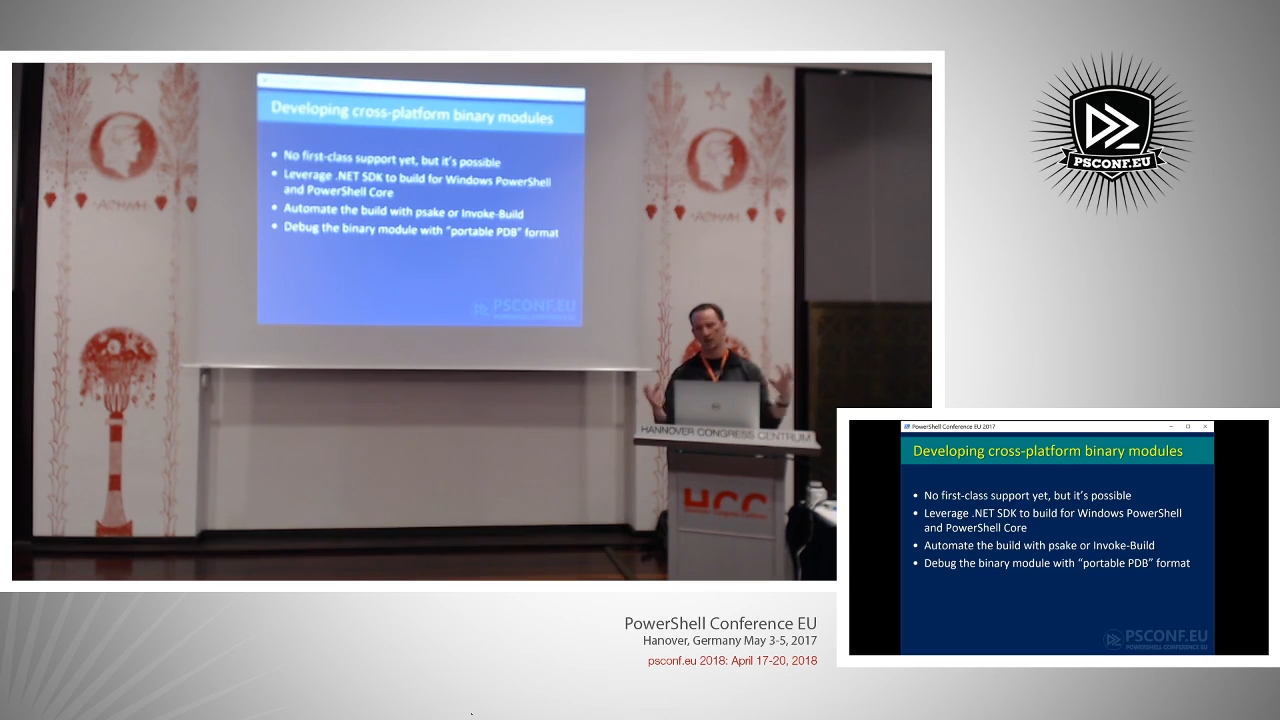 Developing cross-platform binary modules
• No first-class support yet, but it's possible
• Leverage .NET SDK to build for Windows PowerShell
and PowerShell Core
• Automate the build with psake or Invoke-Build
• Debug the binary module with "portable PDB" format
PSCONF.EU
POWERSHELL CONFERENCE EU
HANNOVER CONGRESS CENTRUM
HCC
PSCONF.EU
PowerShell Conference EU 2017
Developing cross-platform binary modules
• No first-class support yet, but it's possible
• Leverage .NET SDK to build for Windows PowerShell
and PowerShell Core
• Automate the build with psake or Invoke-Build
• Debug the binary module with "portable PDB" format
PSCONF.EU
POWERSHELL CONFERENCE EU
PowerShell Conference EU
Hanover, Germany May 3-5, 2017
psconf.eu 2018: April 17-20, 2018